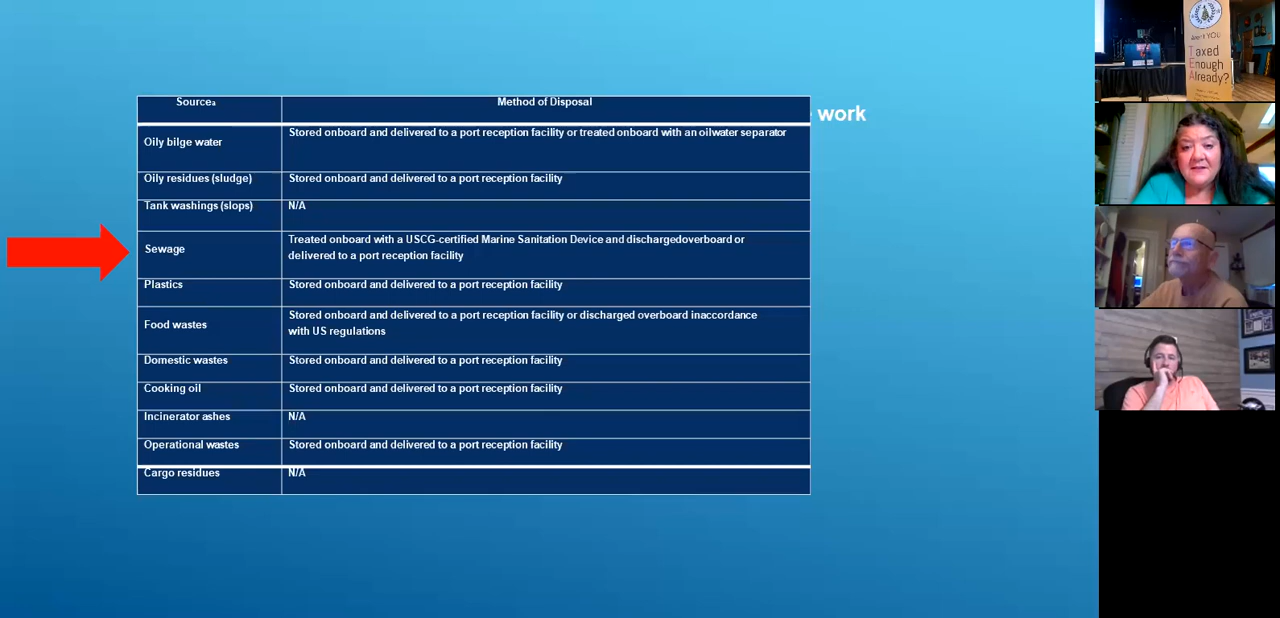 work
Sourcea
Method of Disposal
Oily bilge water
Stored onboard and delivered to a port reception facility or treated onboard with an oilwater separator
Oily residues (sludge)
Stored onboard and delivered to a port reception facility
Tank washings (slops)
N/A
Sewage
Treated onboard with a USCG-certified Marine Sanitation Device and dischargedoverboard or
delivered to a port reception facility
Plastics
Stored onboard and delivered to a port reception facility
Food wastes
Stored onboard and delivered to a port reception facility or discharged overboard inaccordance
with US regulations
Domestic wastes
Stored onboard and delivered to a port reception facility
Cooking oil
Stored onboard and delivered to a port reception facility
Incinerator ashes
N/A
Operational wastes
Stored onboard and delivered to a port reception facility
Cargo residues
N/A
Aren't YOU
Taxed
Enough
Already?